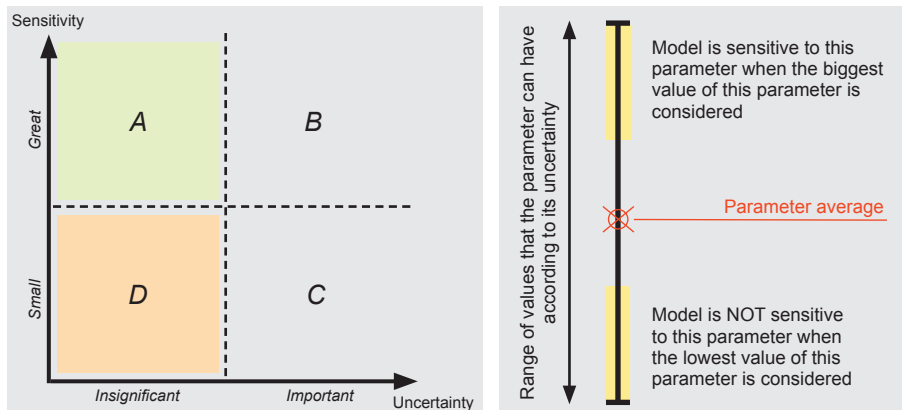 Sensitivity
Great
Small
A
B
D
C
Insignificant
Important
Uncertainty
Range of values that the parameter can have
according to its uncertainty
Model is sensitive to this
parameter when the biggest
value of this parameter is
considered
Parameter average
Model is NOT sensitive
to this parameter when
the lowest value of this
parameter is considered